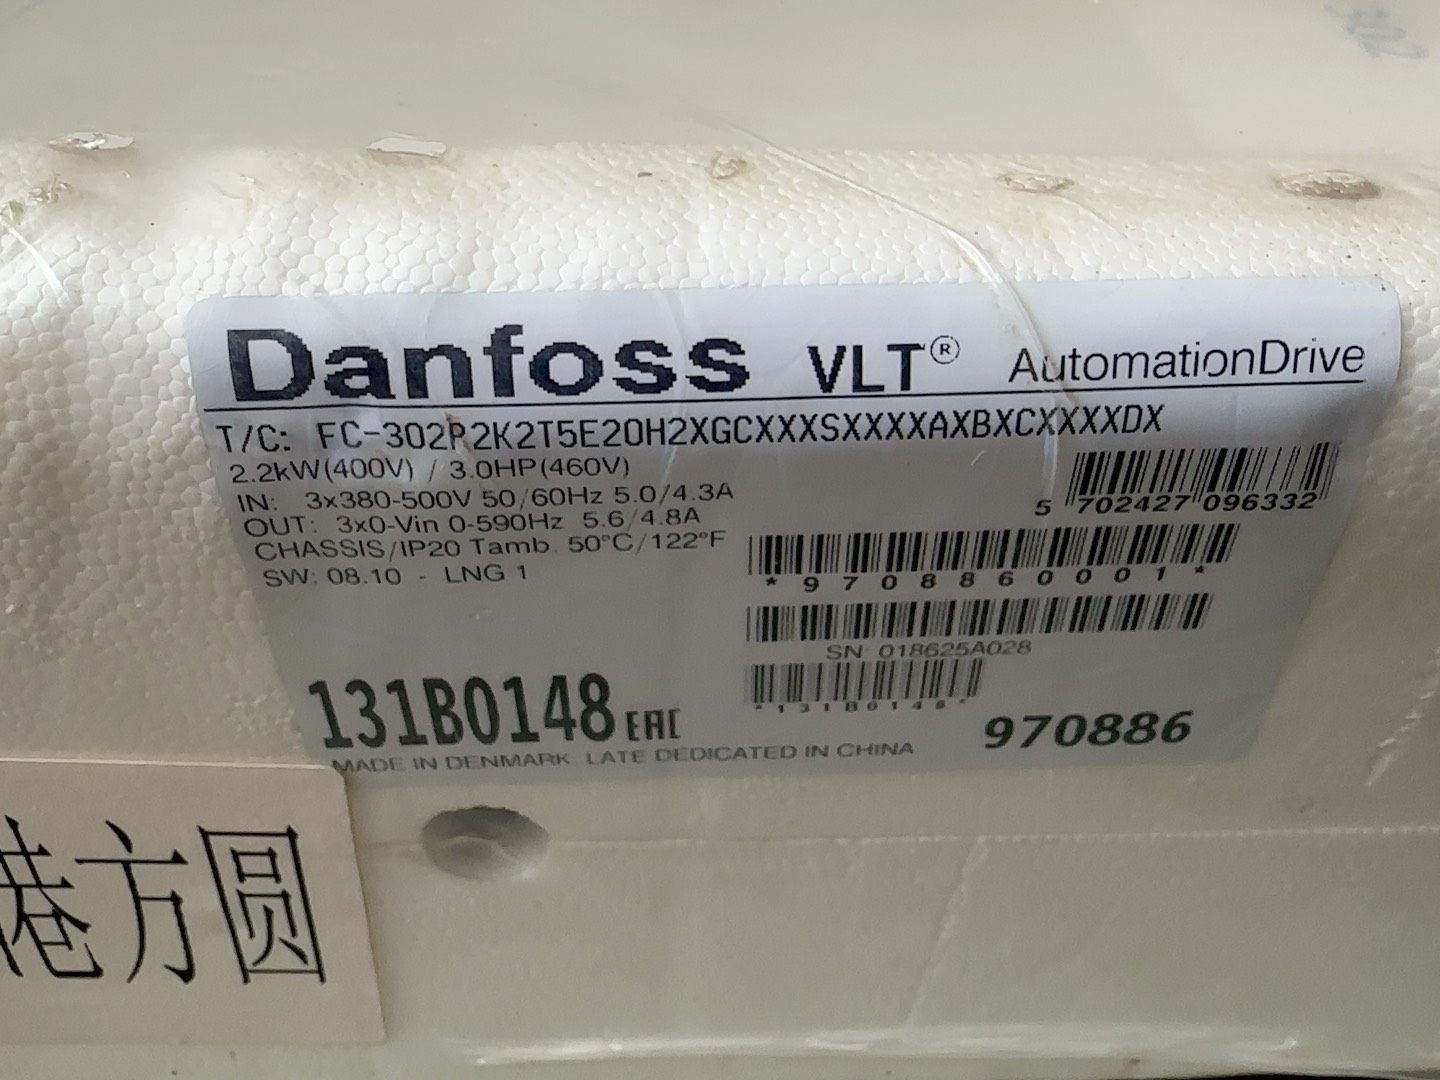 Danfoss VLT® AutomationDrive
T/C: FC-302P2K2T5E20H2XGCXXXSXXXXAXBXCXXXXDX
2.2kW(400V) / 3.0HP(460V)
IN: 3x380-500V 50/60Hz 5.0/4.3A
OUT: 3x0-Vin 0-590Hz 5.6/4.8A
CHASSIS/IP20 Tamb. 50°C/122°F
SW: 08.10 - LNG 1
5 702427 096332
*9708860001*
SN 018625A028
*131B0148*
131B0148 EAC
970886
MADE IN DENMARK. LATE DEDICATED IN CHINA
港方圆